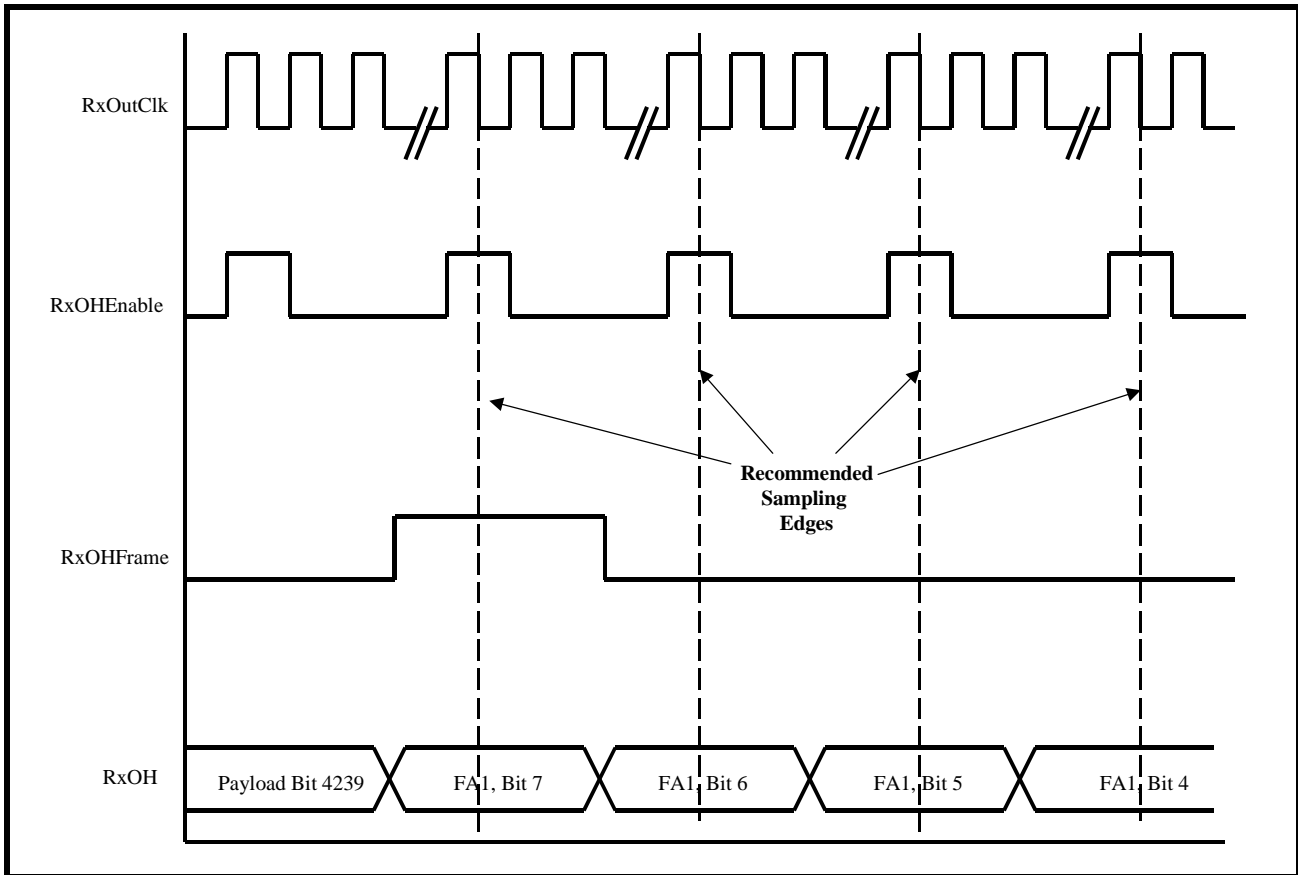 RxOutClk
RxOHEnable
Recommended
Sampling
Edges
RxOHFrame
RxOH
Payload Bit 4239
FA1, Bit 7
FA1, Bit 6
FA1, Bit 5
FA1, Bit 4